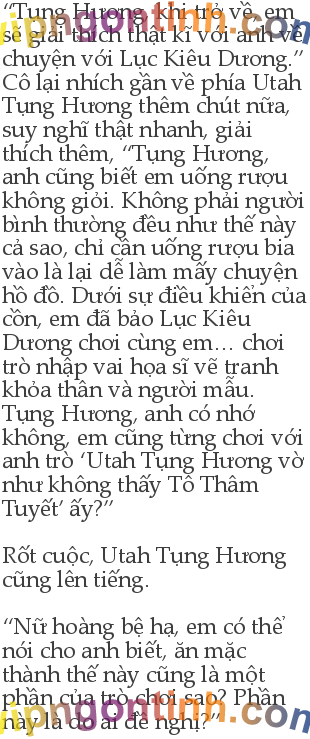 “Tụng Hương, khi trở về, em
sẽ giải thích thật kĩ với anh về
chuyện với Lục Kiêu Dương.”
Cô lại nhích gần về phía Utah
Tụng Hương thêm chút nữa,
suy nghĩ thật nhanh, giải
thích thêm, “Tụng Hương,
anh cũng biết em uống rượu
không giỏi. Không phải người
bình thường đều như thế này
cả sao, chỉ cần uống rượu bia
vào là lại dễ làm mấy chuyện
hồ đồ. Dưới sự điều khiển của
cồn, em đã bảo Lục Kiêu
Dương chơi cùng em… chơi
trò nhập vai họa sĩ vẽ tranh
khỏa thân và người mẫu.
Tụng Hương, anh có nhớ
không, em cũng từng chơi với
anh trò ‘Utah Tụng Hương vờ
như không thấy Tô Thâm
Tuyết’ ấy?”
Rốt cuộc, Utah Tụng Hương
cũng lên tiếng.
“Nữ hoàng bệ hạ, em có thể
nói cho anh biết, ăn mặc
thành thế này cũng là một
phần của trò chơi sao? Phần
này là do ai đề nghị?”
vipngontinh.com
vipngontinh.com